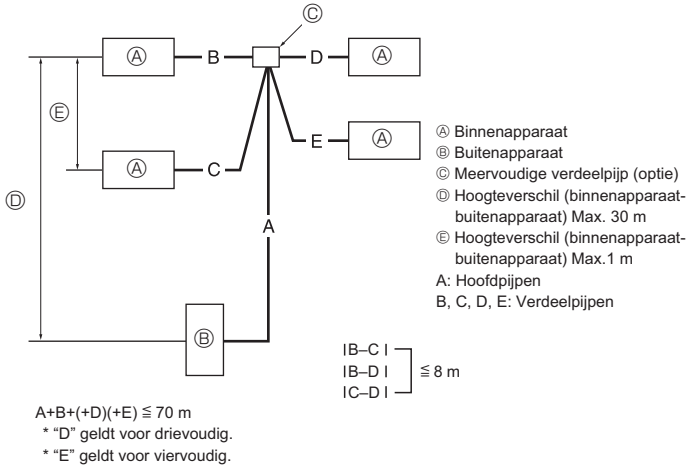 Ⓒ
Ⓐ B D Ⓐ
Ⓔ
Ⓐ C E Ⓐ
Ⓓ
A
Ⓑ
Ⓐ Binnenapparaat
Ⓑ Buitenapparaat
Ⓒ Meervoudige verdeelpijp (optie)
Ⓓ Hoogteverschil (binnenapparaat-
buitenapparaat) Max. 30 m
Ⓔ Hoogteverschil (binnenapparaat-
buitenapparaat) Max.1 m
A: Hoofdpijpen
B, C, D, E: Verdeelpijpen
IB–C I
IB–D I ≦ 8 m
IC–D I
A+B+(+D)(+E) ≦ 70 m
* “D” geldt voor drievoudig.
* “E” geldt voor viervoudig.